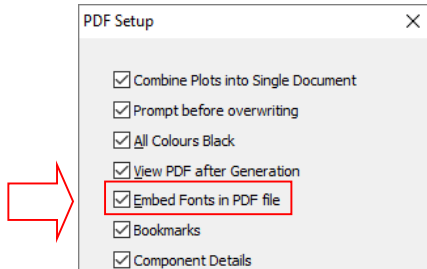 PDF Setup
Combine Plots into Single Document
Prompt before overwriting
All Colours Black
View PDF after Generation
Embed Fonts in PDF file
Bookmarks
Component Details